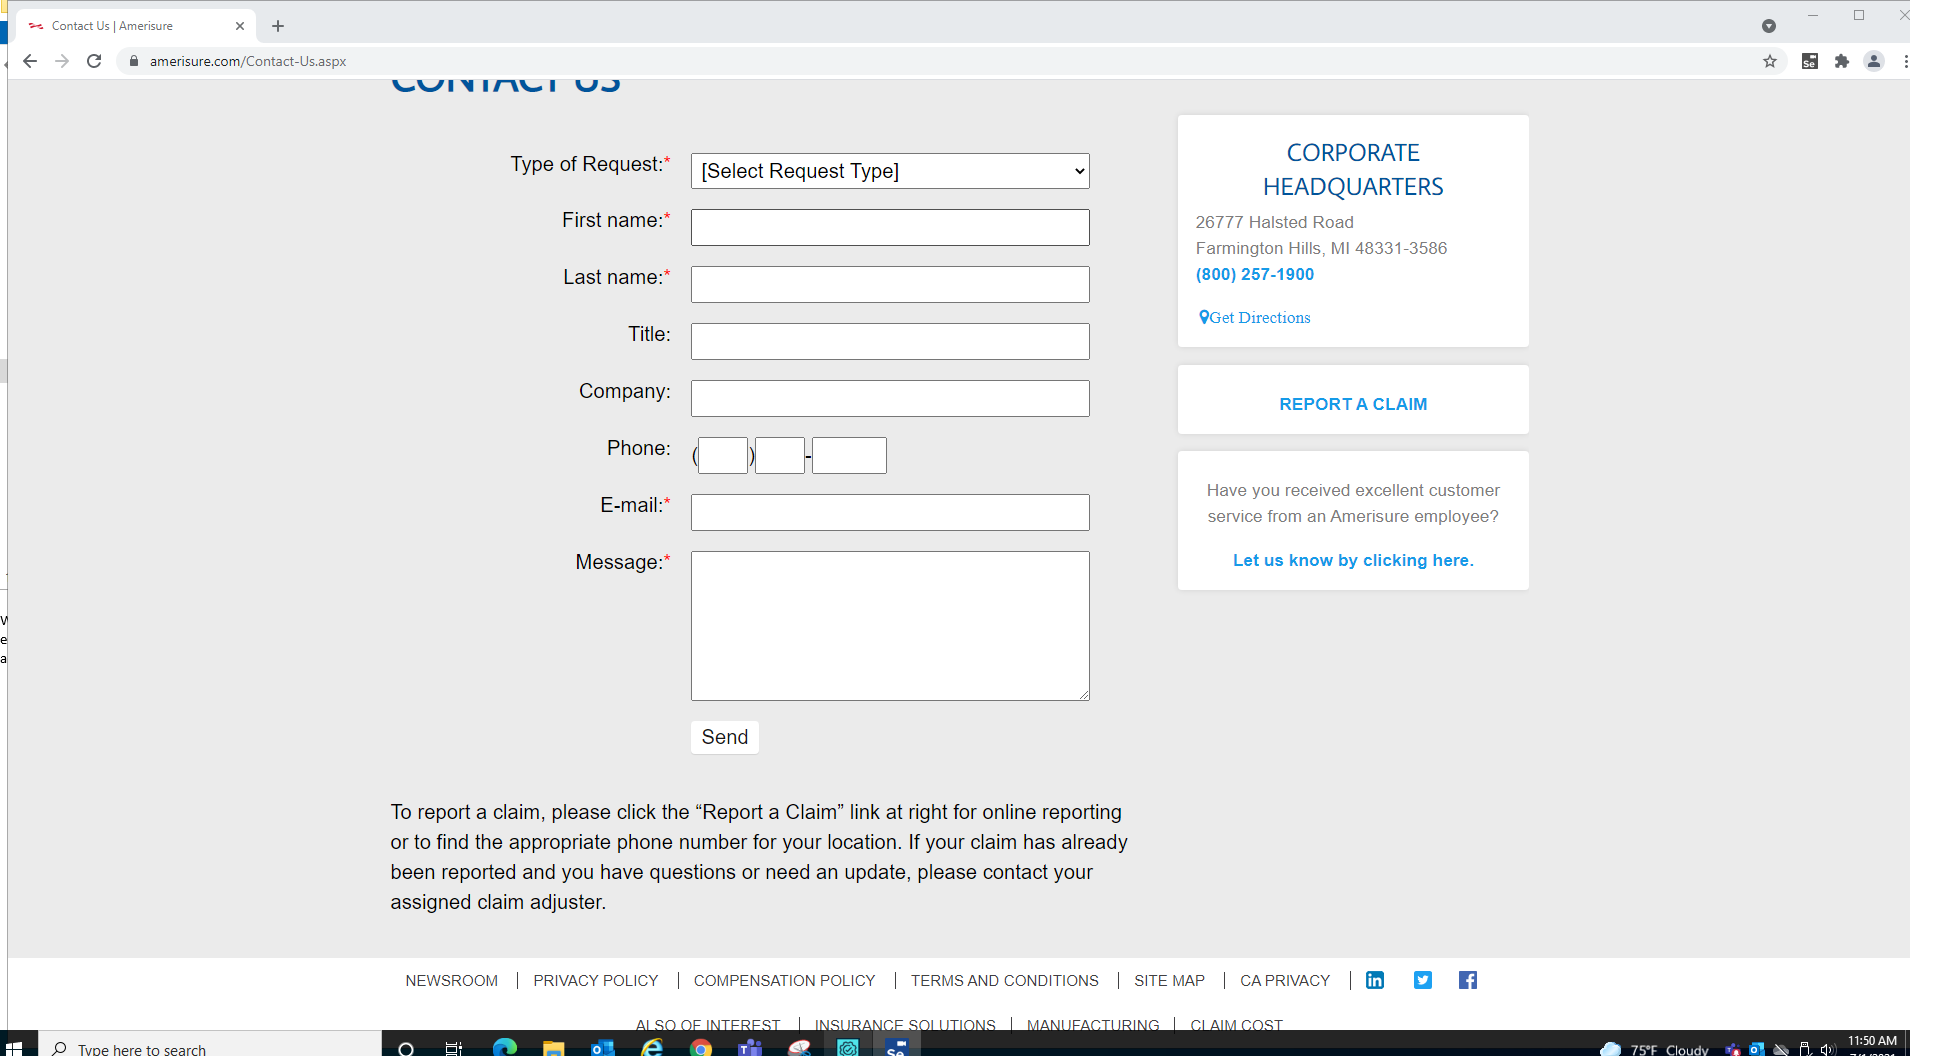 Contact Us | Amerisure
amerisure.com/Contact-Us.aspx
CONTACT US
Type of Request:*
[Select Request Type]
First name:*
Last name:*
Title:
Company:
Phone:
( ) -
E-mail:*
Message:*
Send
CORPORATE
HEADQUARTERS
26777 Halsted Road
Farmington Hills, MI 48331-3586
(800) 257-1900
Get Directions
REPORT A CLAIM
Have you received excellent customer
service from an Amerisure employee?
Let us know by clicking here.
To report a claim, please click the “Report a Claim” link at right for online reporting
or to find the appropriate phone number for your location. If your claim has already
been reported and you have questions or need an update, please contact your
assigned claim adjuster.
NEWSROOM | PRIVACY POLICY | COMPENSATION POLICY | TERMS AND CONDITIONS | SITE MAP | CA PRIVACY |
ALSO OF INTEREST | INSURANCE SOLUTIONS | MANUFACTURING | CLAIM COST
Type here to search
75°F Cloudy
11:50 AM